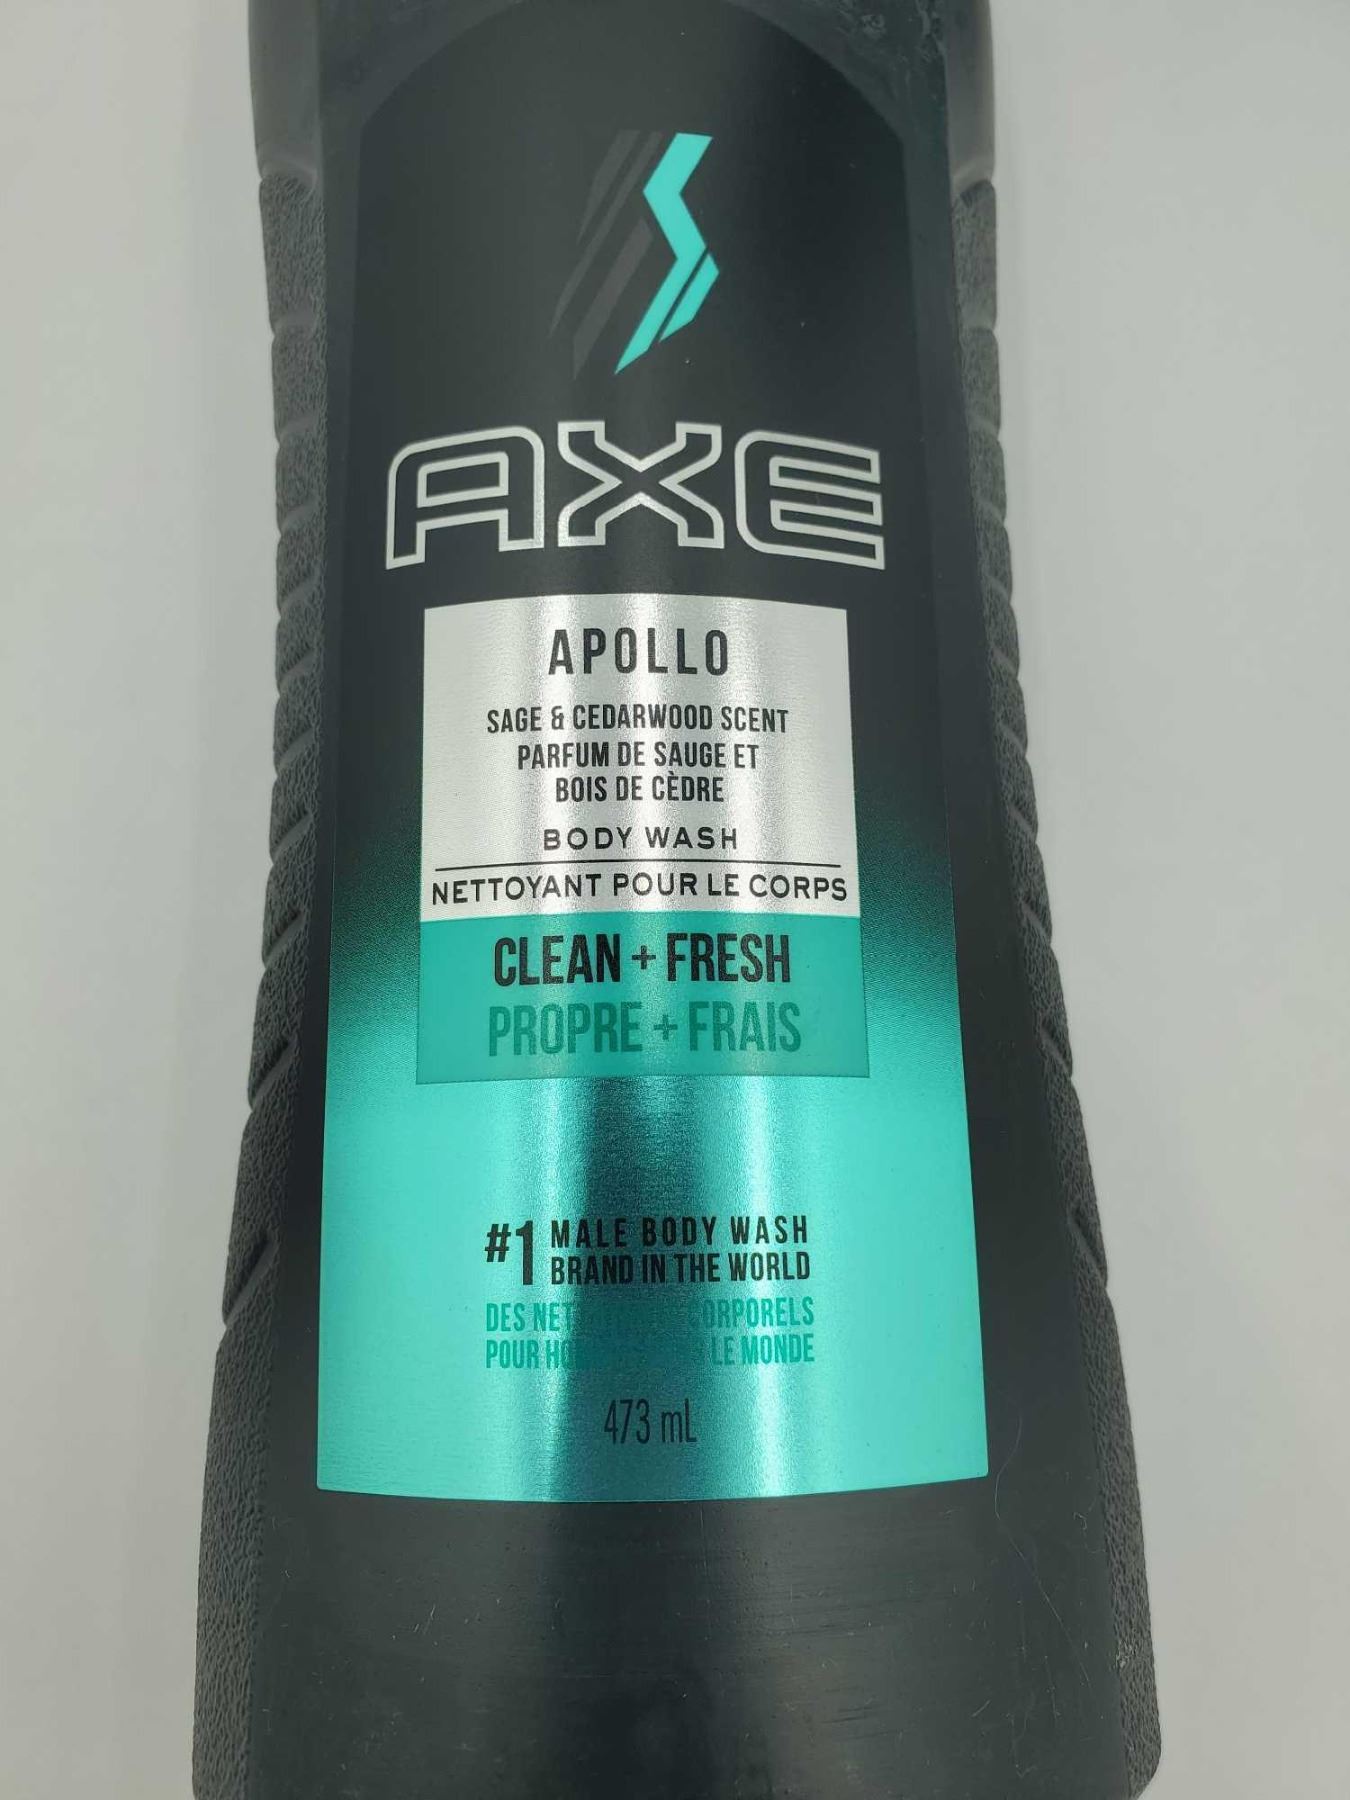 AXE
APOLLO
SAGE & CEDARWOOD SCENT
PARFUM DE SAUGE ET
BOIS DE CÈDRE
BODY WASH
NETTOYANT POUR LE CORPS
CLEAN + FRESH
PROPRE + FRAIS
#1 MALE BODY WASH
BRAND IN THE WORLD
DES CORPORELS
POUR LE MONDE
473 mL